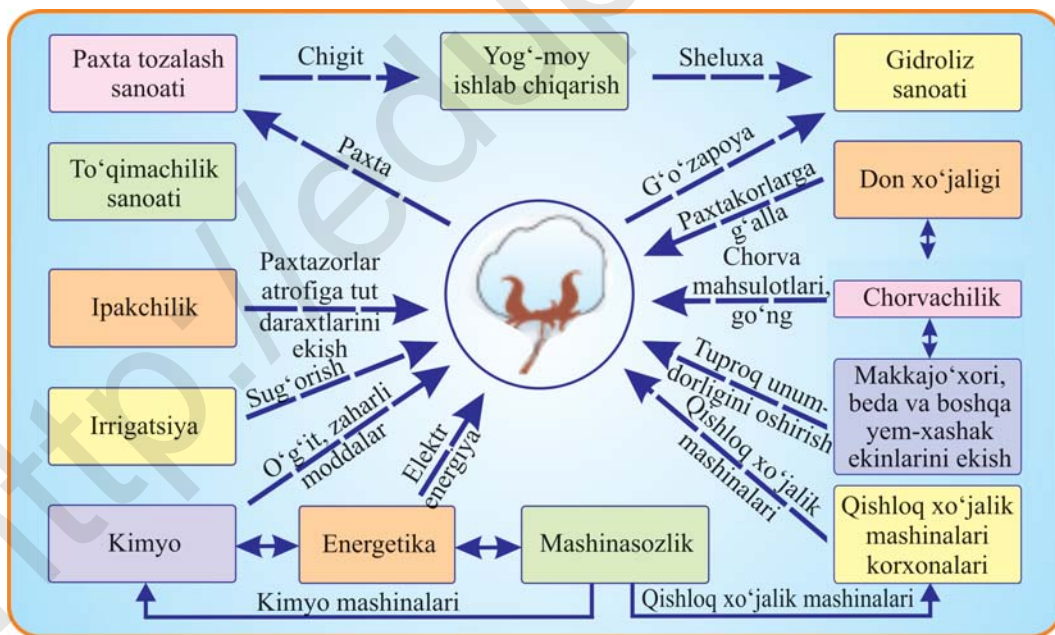 Paxta tozalash
sanoati
Chigit
Yog‘-moy
ishlab chiqarish
Sheluxa
Gidroliz
sanoati
To‘qimachilik
sanoati
Paxta
G‘o‘zapoya
Paxtakorlarga
g‘alla
Don xo‘jaligi
Ipakchilik
Paxtazorlar
atrofiga tut
daraxtlarini
ekish
Chorva
mahsulotlari,
go‘ng
Chorvachilik
Irrigatsiya
Sug‘orish
Tuproq unum-
dorligini oshirish
Makkajo‘xori,
beda va boshqa
yem-xashak
ekinlarini ekish
O‘g‘it, zaharli
moddalar
Elektr
energiya
Qishloq xo‘jalik
mashinalari
Kimyo
Energetika
Mashinasozlik
Qishloq xo‘jalik
mashinalari
korxonalari
Kimyo mashinalari
Qishloq xo‘jalik mashinalari